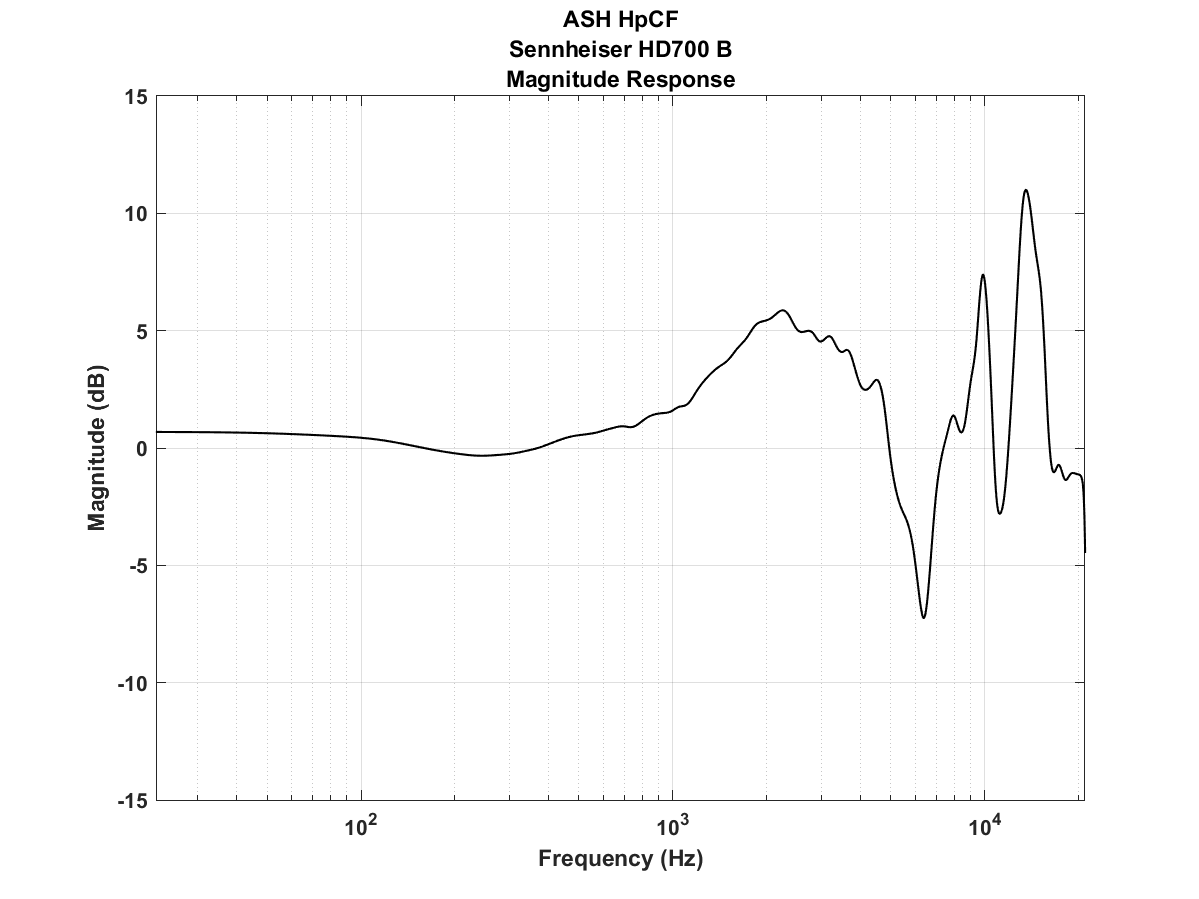 ASH HpCF
Sennheiser HD700 B
Magnitude Response
15
10
5
0
-5
-10
-15
Magnitude (dB)
10²
10³
10⁴
Frequency (Hz)